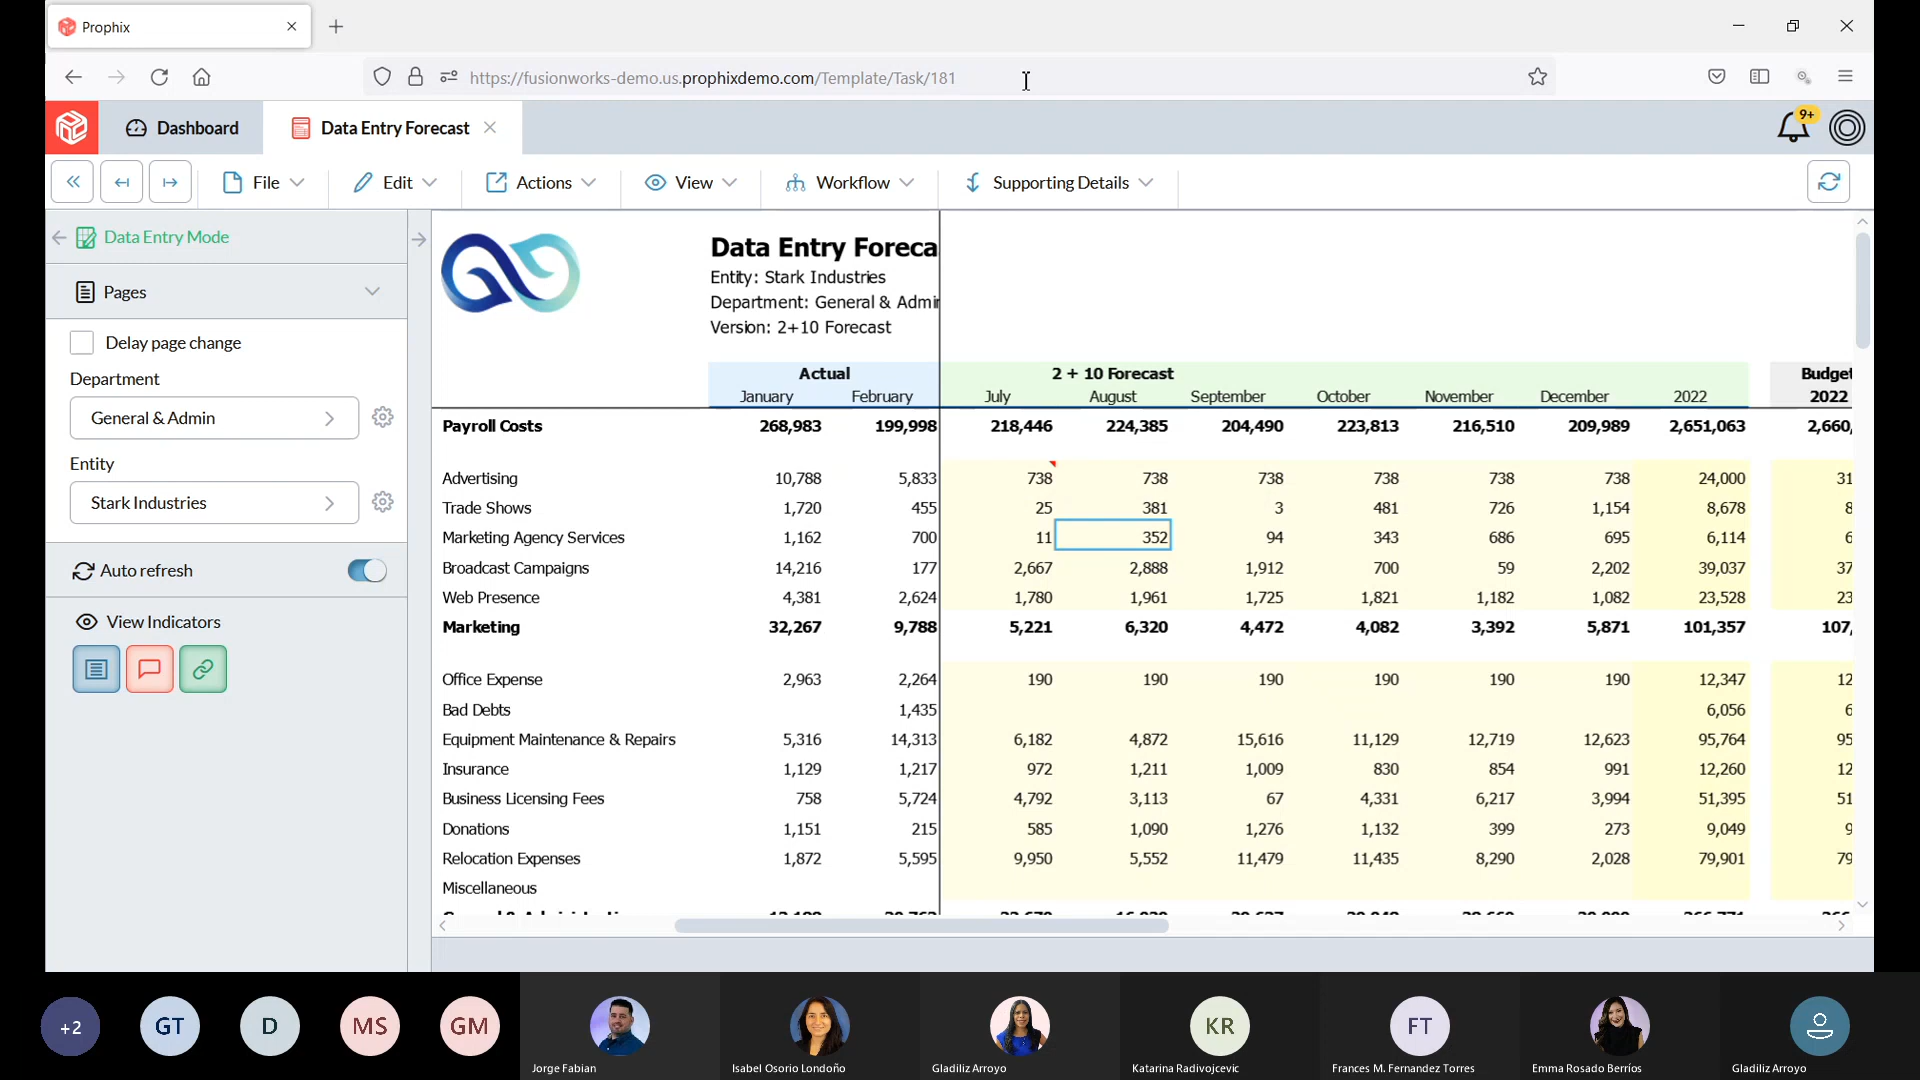 Prophix
https://fusionworks-demo.us.prophixdemo.com/Template/Task/181
Dashboard
Data Entry Forecast
9+
File
Edit
Actions
View
Workflow
Supporting Details
Data Entry Mode
Pages
Delay page change
Department
General & Admin
Entity
Stark Industries
Auto refresh
View Indicators
Data Entry Foreca
Entity: Stark Industries
Department: General & Admin
Version: 2+10 Forecast
Actual 2 + 10 Forecast Budget
January February July August September October November December 2022 2022
Payroll Costs 268,983 199,998 218,446 224,385 204,490 223,813 216,510 209,989 2,651,063 2,660,
Advertising 10,788 5,833 738 738 738 738 738 738 24,000 31
Trade Shows 1,720 455 25 381 3 481 726 1,154 8,678 8
Marketing Agency Services 1,162 700 11 352 94 343 686 695 6,114 6
Broadcast Campaigns 14,216 177 2,667 2,888 1,912 700 59 2,202 39,037 37
Web Presence 4,381 2,624 1,780 1,961 1,725 1,821 1,182 1,082 23,528 23
Marketing 32,267 9,788 5,221 6,320 4,472 4,082 3,392 5,871 101,357 107,
Office Expense 2,963 2,264 190 190 190 190 190 190 12,347 12
Bad Debts 1,435 6,056 6
Equipment Maintenance & Repairs 5,316 14,313 6,182 4,872 15,616 11,129 12,719 12,623 95,764 95
Insurance 1,129 1,217 972 1,211 1,009 830 854 991 12,260 12
Business Licensing Fees 758 5,724 4,792 3,113 67 4,331 6,217 3,994 51,395 51
Donations 1,151 215 585 1,090 1,276 1,132 399 273 9,049 9
Relocation Expenses 1,872 5,595 9,950 5,552 11,479 11,435 8,290 2,028 79,901 79
Miscellaneous
+2
GT
D
MS
GM
KR
FT
Jorge Fabian
Isabel Osorio Londoño
Gladiliz Arroyo
Katarina Radivojcevic
Frances M. Fernandez Torres
Emma Rosado Berríos
Gladiliz Arroyo